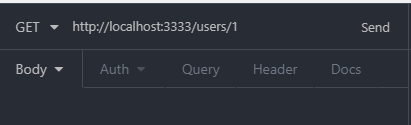 GET http://localhost:3333/users/1 Send
Body Auth Query Header Docs